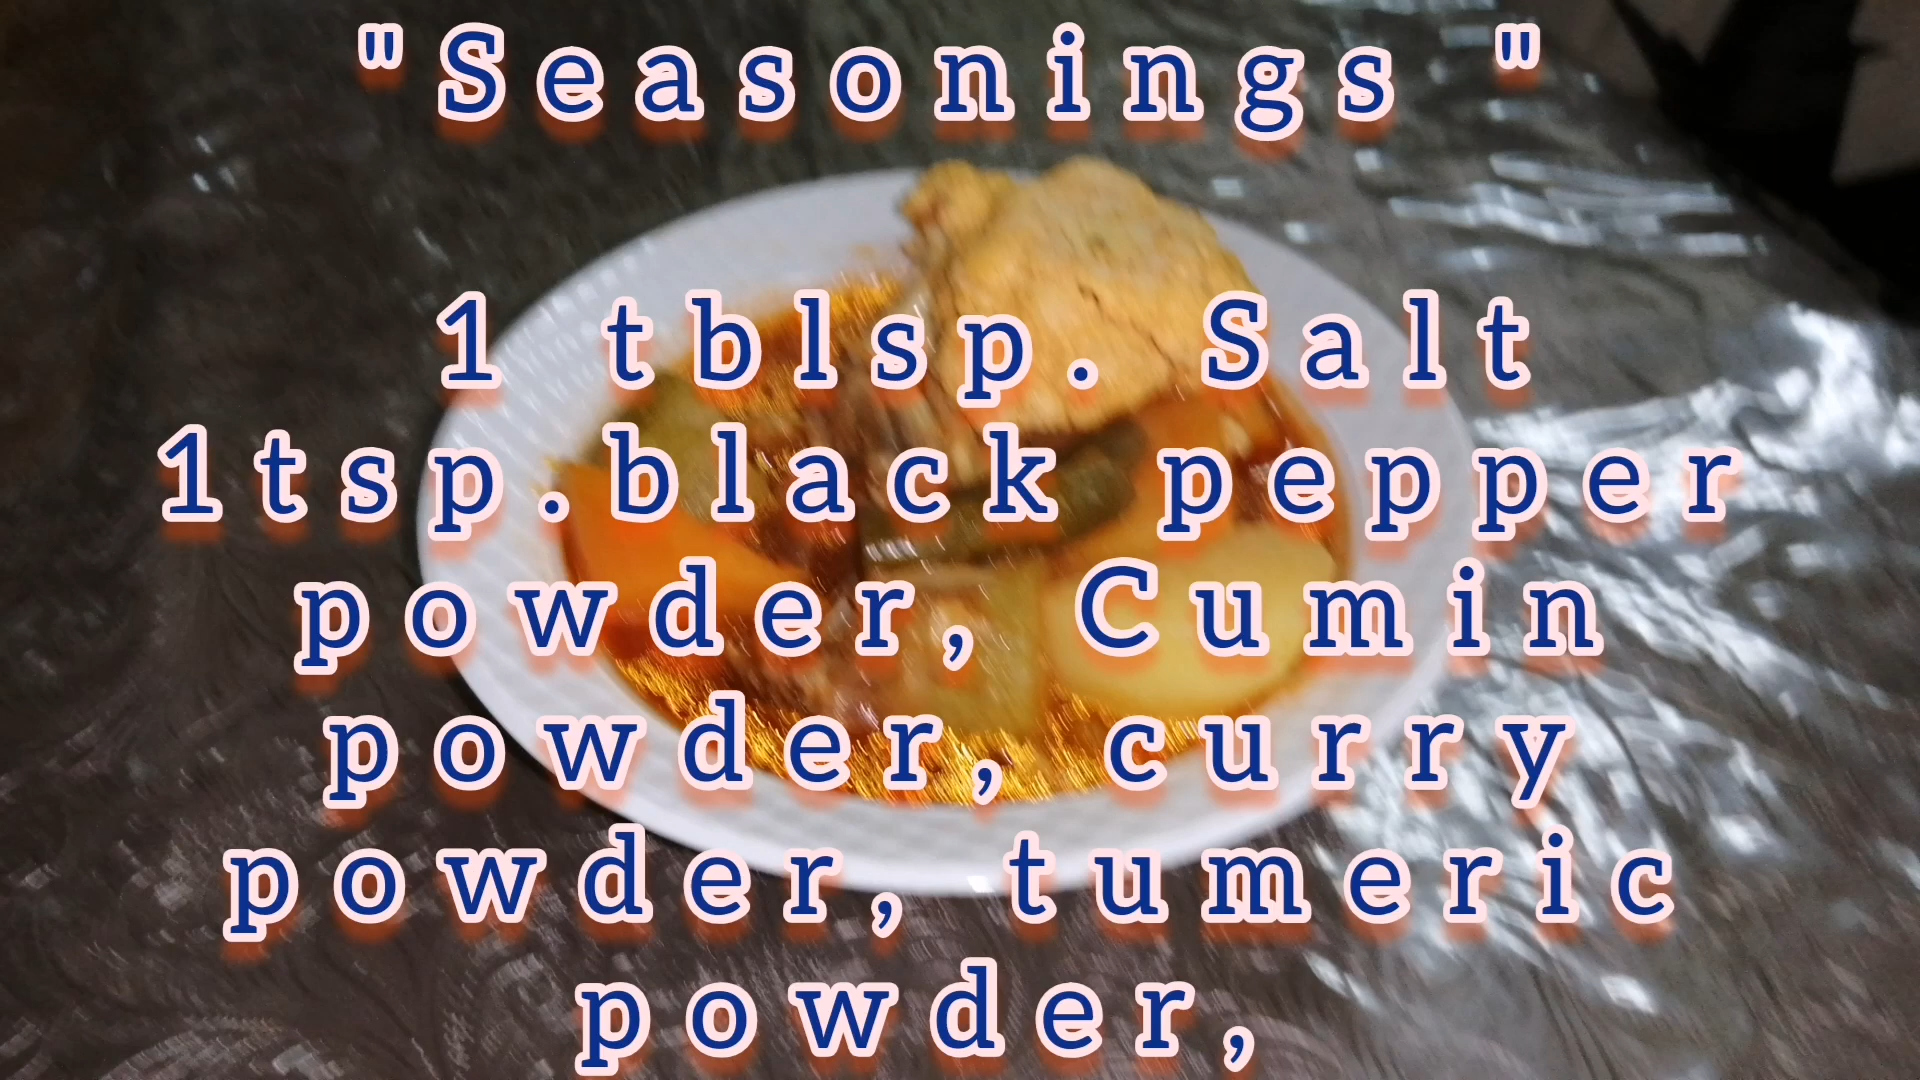 "Seasonings "
1 tblsp. Salt
1tsp.black pepper
powder, Cumin
powder, curry
powder, tumeric
powder,